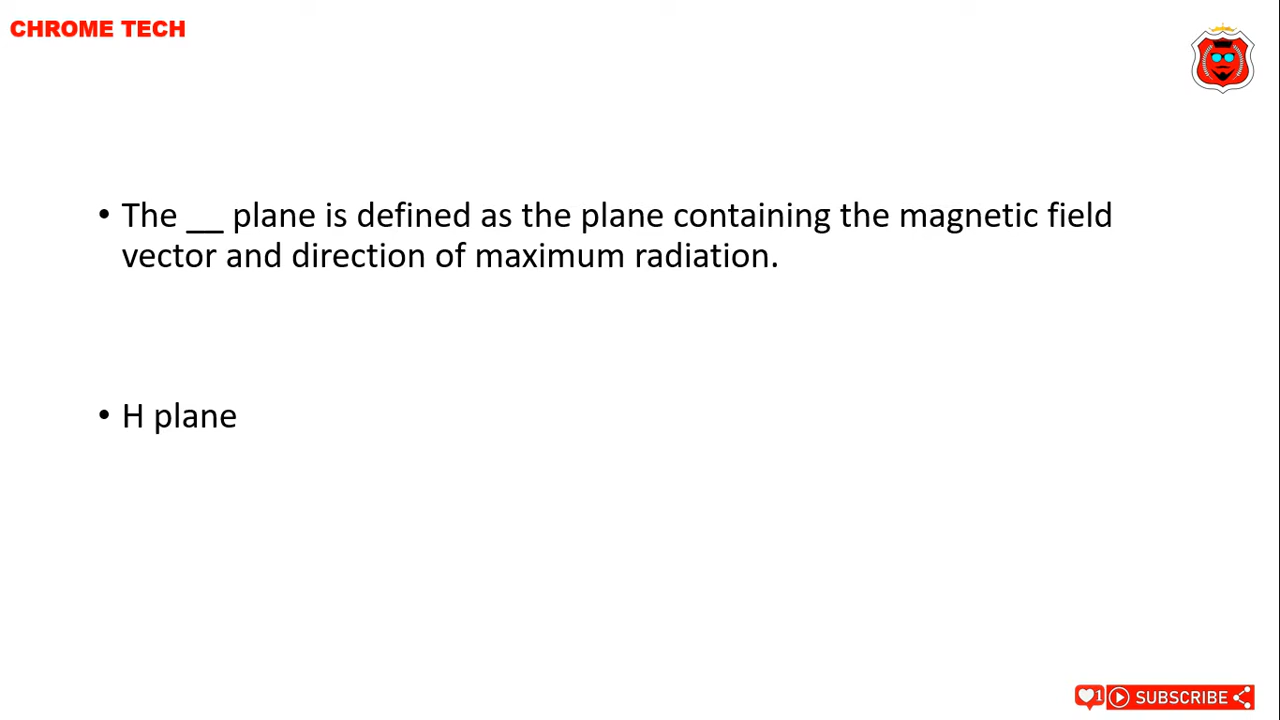 CHROME TECH
• The __ plane is defined as the plane containing the magnetic field
vector and direction of maximum radiation.
• H plane
1 SUBSCRIBE